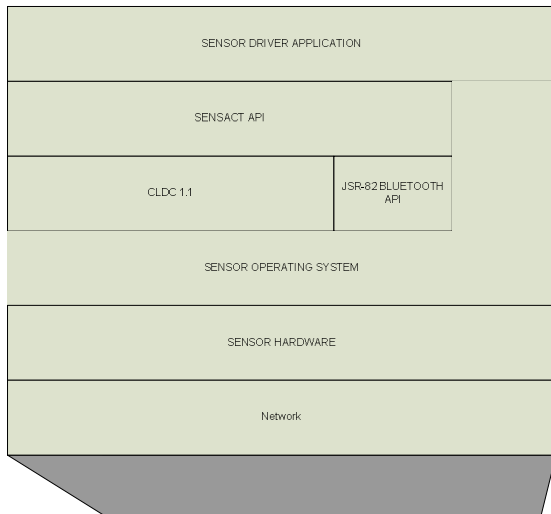 SENSOR DRIVER APPLICATION
SENSACT API
CLDC 1.1
JSR-82 BLUETOOTH
API
SENSOR OPERATING SYSTEM
SENSOR HARDWARE
Network